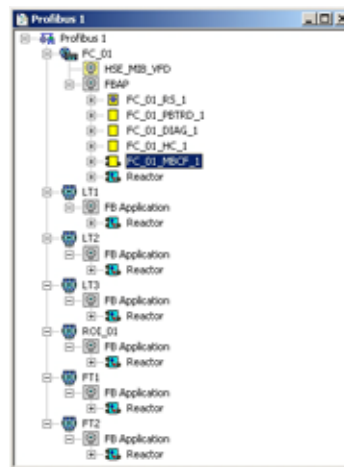 Profibus 1
Profibus 1
FC_01
HSE_MIB_VFD
FBAP
FC_01_RS_1
FC_01_PBTRD_1
FC_01_DIAG_1
FC_01_HC_1
FC_01_MBCF_1
Reactor
LT1
FB Application
Reactor
LT2
FB Application
Reactor
LT3
FB Application
Reactor
ROI_01
FB Application
Reactor
FT1
FB Application
Reactor
FT2
FB Application
Reactor